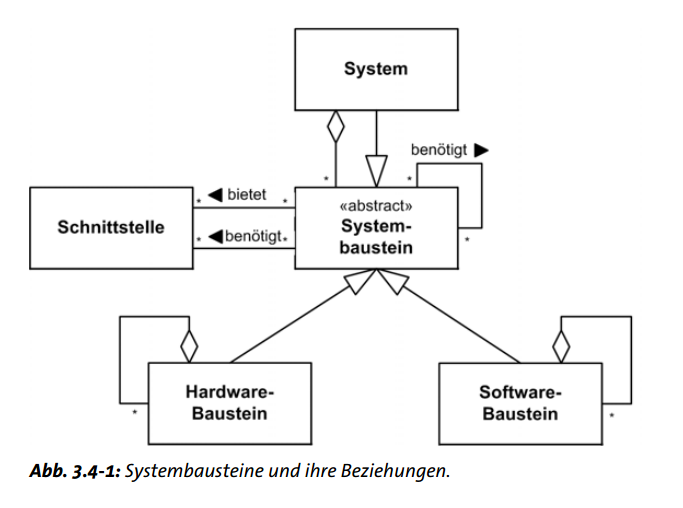 System
benötigt ▶
* *
* ◀ bietet *
«abstract»
Schnittstelle
System-
baustein
* ◀ benötigt *
*
Hardware-
Baustein
Software-
Baustein
* *
Abb. 3.4-1: Systembausteine und ihre Beziehungen.